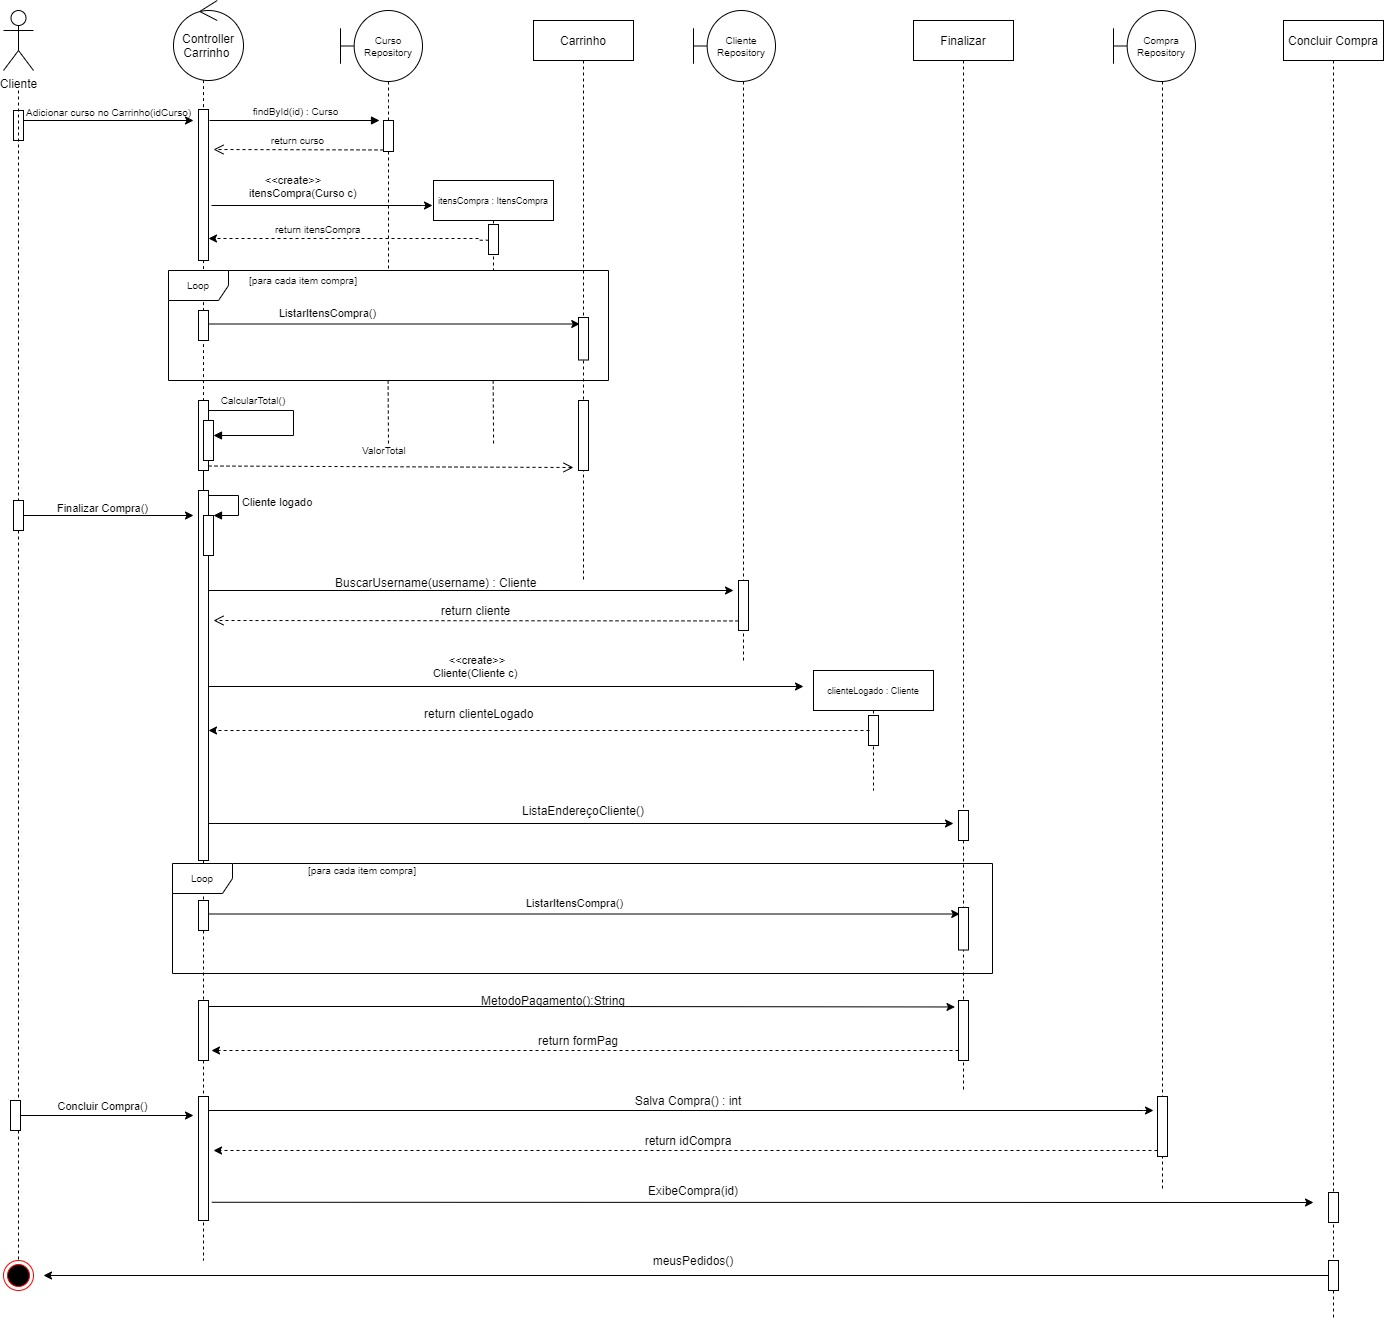 Cliente
Controller
Carrinho
Curso
Repository
Carrinho
Cliente
Repository
Finalizar
Compra
Repository
Concluir Compra
Adicionar curso no Carrinho(idCurso)
findById(id) : Curso
return curso
<<create>>
itensCompra(Curso c)
itensCompra : ItensCompra
return itensCompra
Loop
[para cada item compra]
ListarItensCompra()
CalcularTotal()
ValorTotal
Finalizar Compra()
Cliente logado
BuscarUsername(username) : Cliente
return cliente
<<create>>
Cliente(Cliente c)
clienteLogado : Cliente
return clienteLogado
ListaEndereçoCliente()
Loop
[para cada item compra]
ListarItensCompra()
MetodoPagamento():String
return formPag
Concluir Compra()
Salva Compra() : int
return idCompra
ExibeCompra(id)
meusPedidos()